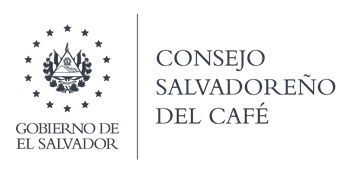 GOBIERNO DE
EL SALVADOR
CONSEJO
SALVADOREÑO
DEL CAFÉ